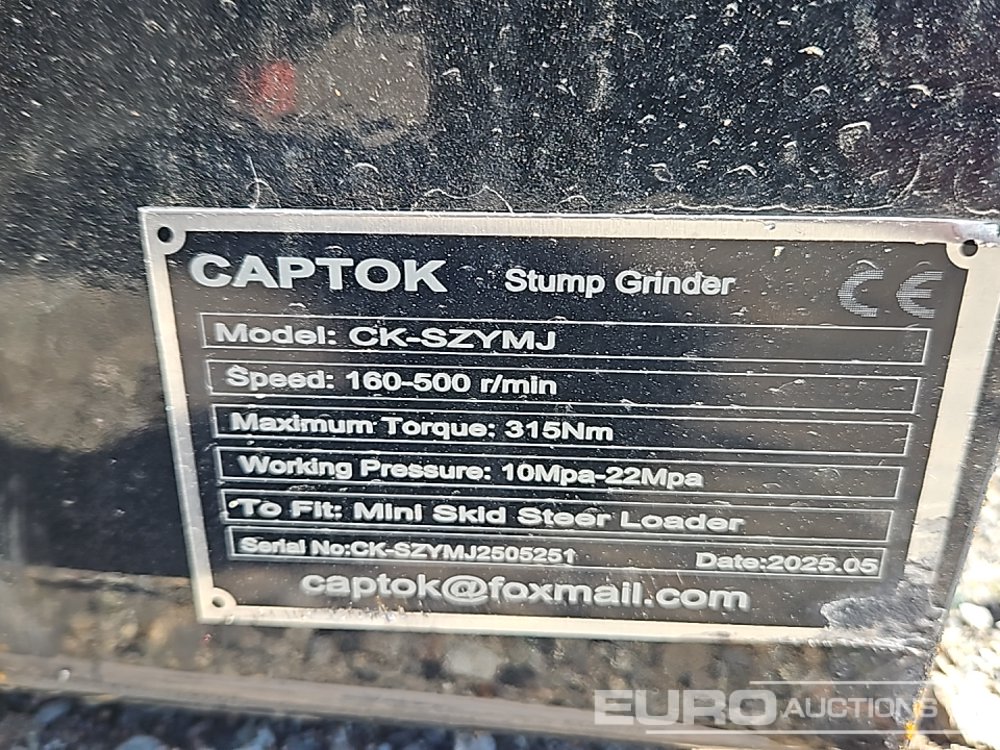 CAPTOK Stump Grinder CE
Model: CK-SZYMJ
Speed: 160-500 r/min
Maximum Torque: 315Nm
Working Pressure: 10Mpa-22Mpa
To Fit: Mini Skid Steer Loader
Serial No:CK-SZYMJ2505251 Date:2025.05
captok@foxmail.com
EURO AUCTIONS